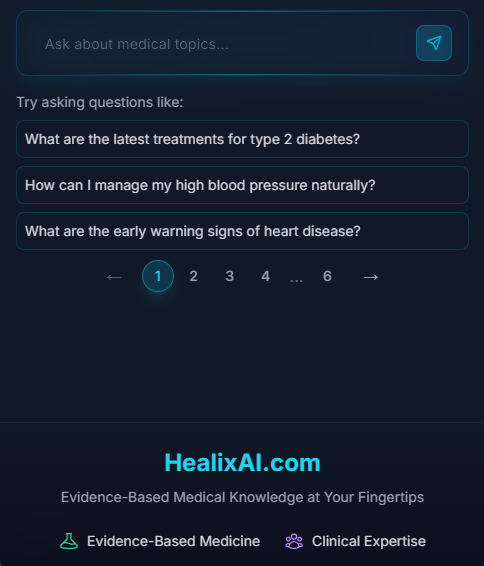 Ask about medical topics...
Try asking questions like:
What are the latest treatments for type 2 diabetes?
How can I manage my high blood pressure naturally?
What are the early warning signs of heart disease?
← 1 2 3 4 ... 6 →
HealixAI.com
Evidence-Based Medical Knowledge at Your Fingertips
Evidence-Based Medicine Clinical Expertise